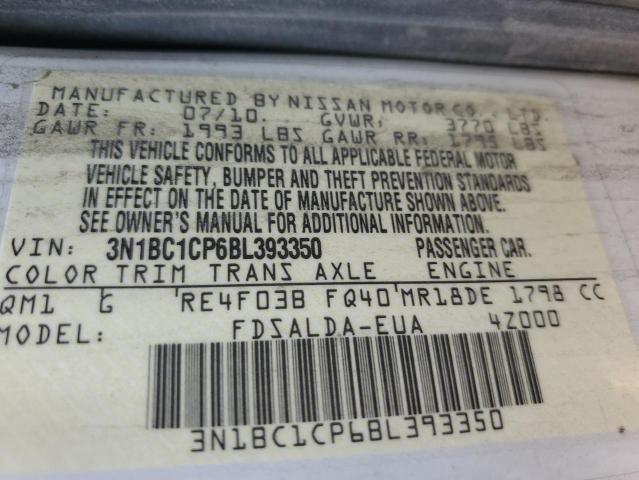 MANUFACTURED BY NISSAN MOTOR CO., LTD.
DATE: 07/10 GVWR: 3770 LBS
GAWR FR: 1993 LBS GAWR RR: 1795 LBS
THIS VEHICLE CONFORMS TO ALL APPLICABLE FEDERAL MOTOR
VEHICLE SAFETY, BUMPER AND THEFT PREVENTION STANDARDS
IN EFFECT ON THE DATE OF MANUFACTURE SHOWN ABOVE.
SEE OWNER'S MANUAL FOR ADDITIONAL INFORMATION.
VIN: 3N1BC1CP6BL393350 PASSENGER CAR.
COLOR TRIM TRANS AXLE ENGINE
QM1 G RE4F03B FQ40 MR18DE 1798 CC
MODEL: FDSALDA-EUA 4Z000
3N1BC1CP6BL393350